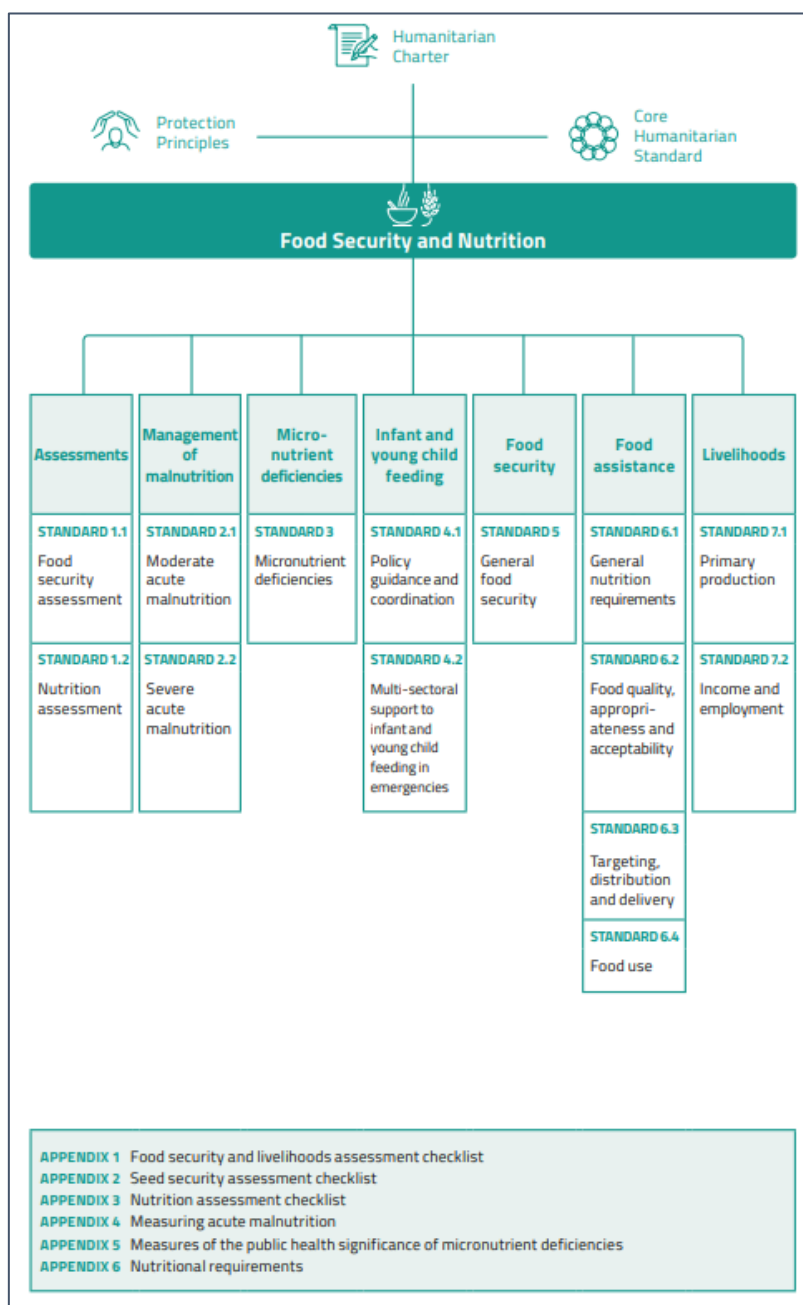 Humanitarian
Charter
Protection
Principles
Core
Humanitarian
Standard
Food Security and Nutrition
Assessments
Management
of
malnutrition
Micro-
nutrient
deficiencies
Infant and
young child
feeding
Food
security
Food
assistance
Livelihoods
STANDARD 1.1
Food
security
assessment
STANDARD 1.2
Nutrition
assessment
STANDARD 2.1
Moderate
acute
malnutrition
STANDARD 2.2
Severe
acute
malnutrition
STANDARD 3
Micronutrient
deficiencies
STANDARD 4.1
Policy
guidance and
coordination
STANDARD 4.2
Multi-sectoral
support to
infant and
young child
feeding in
emergencies
STANDARD 5
General
food
security
STANDARD 6.1
General
nutrition
requirements
STANDARD 6.2
Food quality,
appropri-
ateness and
acceptability
STANDARD 6.3
Targeting,
distribution
and delivery
STANDARD 6.4
Food use
STANDARD 7.1
Primary
production
STANDARD 7.2
Income and
employment
APPENDIX 1 Food security and livelihoods assessment checklist
APPENDIX 2 Seed security assessment checklist
APPENDIX 3 Nutrition assessment checklist
APPENDIX 4 Measuring acute malnutrition
APPENDIX 5 Measures of the public health significance of micronutrient deficiencies
APPENDIX 6 Nutritional requirements